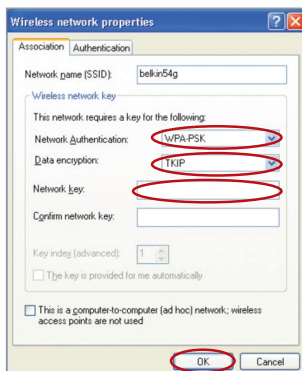 Wireless network properties
Association
Authentication
Network name (SSID):
belkin54g
Wireless network key
This network requires a key for the following:
Network Authentication:
WPA-PSK
Data encryption:
TKIP
Network key:
Confirm network key:
Key index (advanced):
1
The key is provided for me automatically
This is a computer-to-computer (ad hoc) network; wireless
access points are not used
OK
Cancel